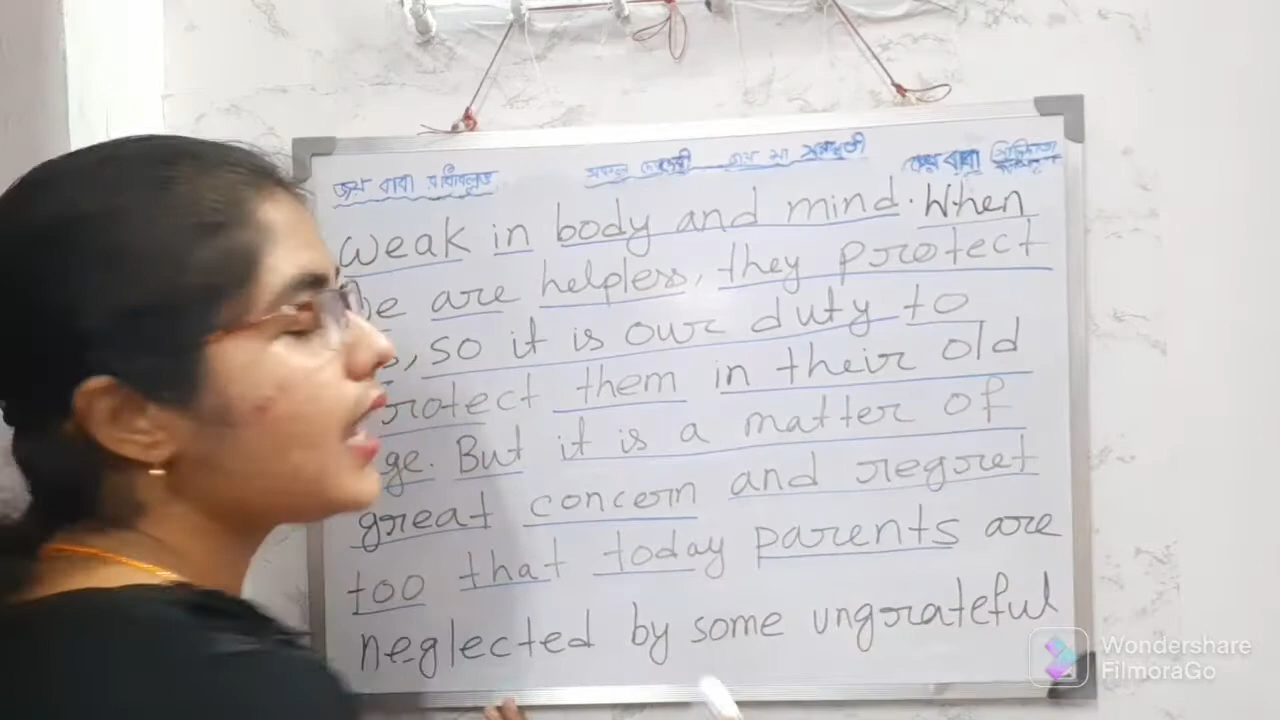 জয় বাবা
weak in body and mind. When
are helpless, they protect
, so it is our duty to
protect them in their old
ge. But it is a matter of
great concern and regret
too that today parents are
neglected by some ungrateful
Wondershare
FilmoraGo